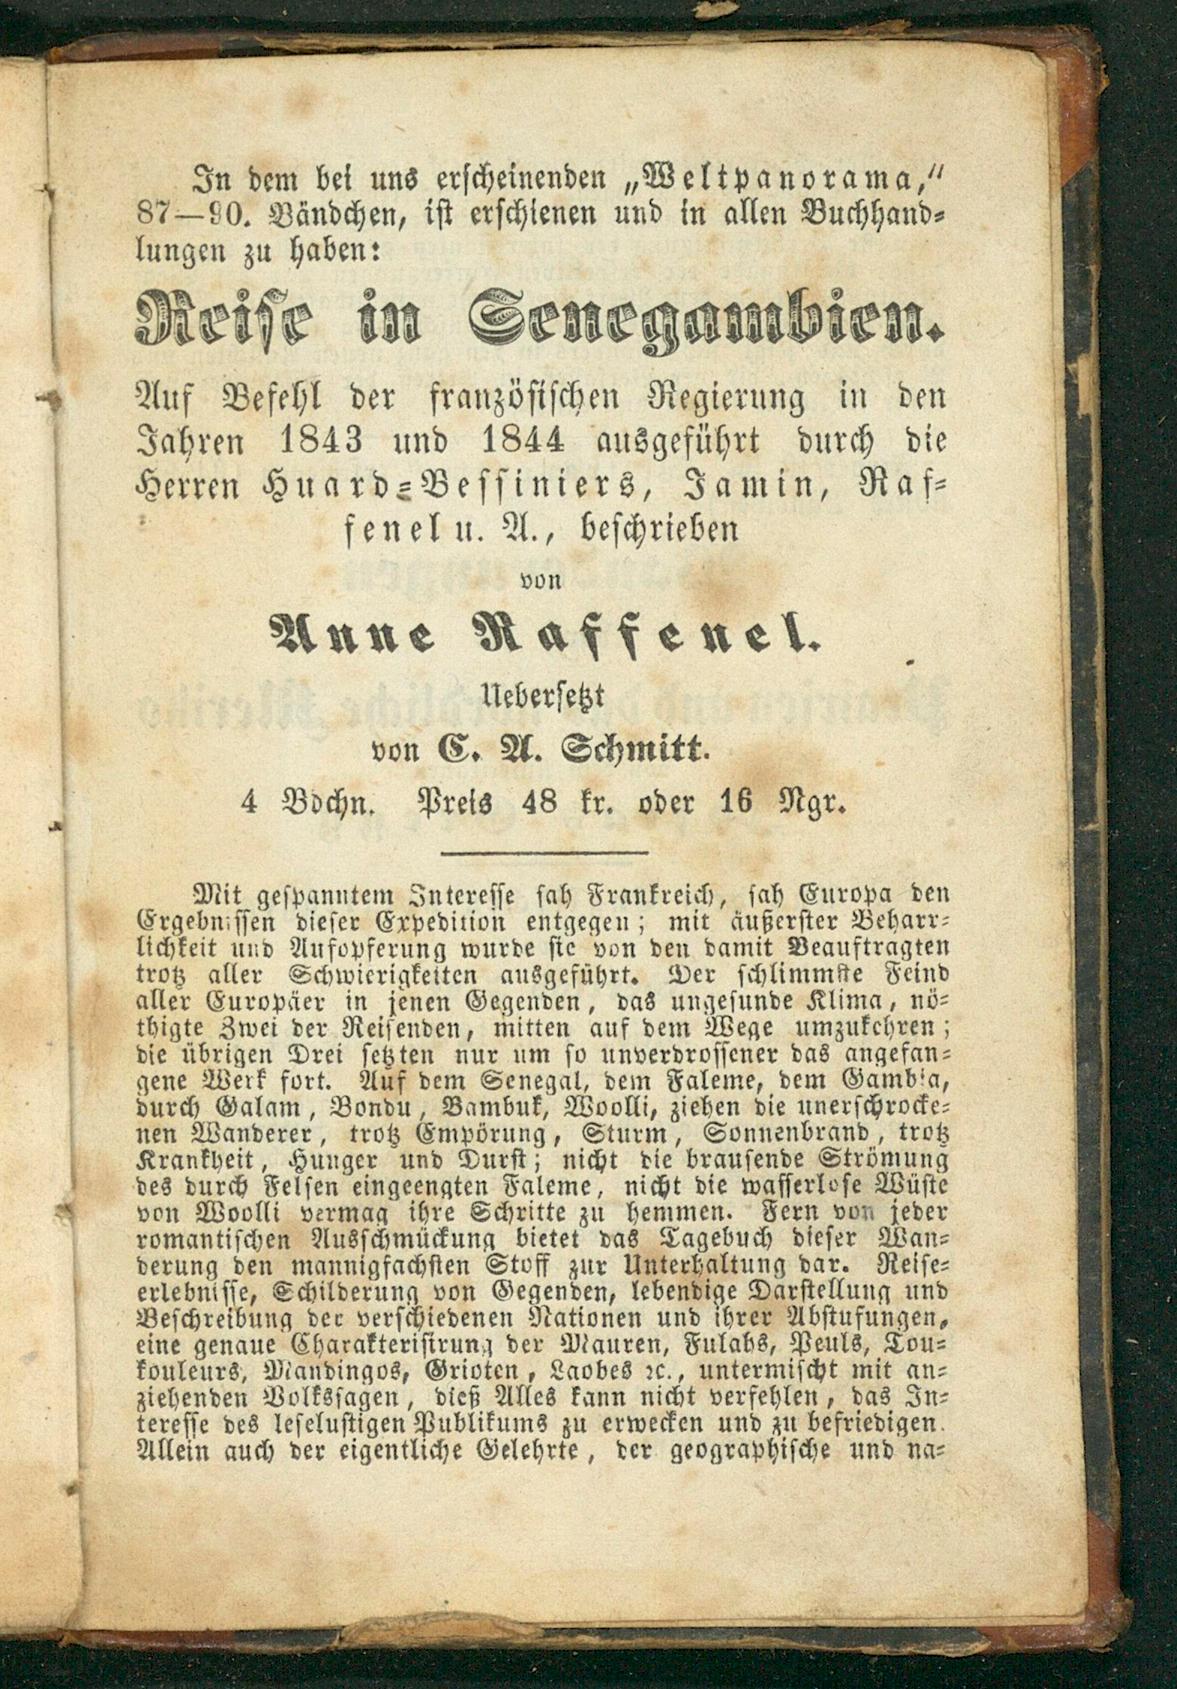 In dem bei uns erscheinenden „Weltpanorama,“
87—90. Bändchen, ist erschienen und in allen Buchhand-
lungen zu haben:
Reise in Senegambien.
Auf Befehl der französischen Regierung in den
Jahren 1843 und 1844 ausgeführt durch die
Herren Huard-Bessiniers, Jamin, Raf-
fenel u. A., beschrieben
von
Anne Raffenel.
Uebersetzt
von C. A. Schmitt.
4 Bdchn. Preis 48 kr. oder 16 Ngr.
Mit gespanntem Interesse sah Frankreich, sah Europa den
Ergebnissen dieser Expedition entgegen; mit äußerster Beharr-
lichkeit und Aufopferung wurde sie von den damit Beauftragten
trotz aller Schwierigkeiten ausgeführt. Der schlimmste Feind
aller Europäer in jenen Gegenden, das ungesunde Klima, nö-
thigte Zwei der Reisenden, mitten auf dem Wege umzukehren;
die übrigen Drei setzten nur um so unverdrossener das angefan-
gene Werk fort. Auf dem Senegal, dem Faleme, dem Gambia,
durch Galam, Bondu, Bambuk, Woolli, ziehen die unerschrocke-
nen Wanderer, trotz Empörung, Sturm, Sonnenbrand, trotz
Krankheit, Hunger und Durst; nicht die brausende Strömung
des durch Felsen eingeengten Faleme, nicht die wasserlose Wüste
von Woolli vermag ihre Schritte zu hemmen. Fern von jeder
romantischen Ausschmückung bietet das Tagebuch dieser Wan-
derung den mannigfachsten Stoff zur Unterhaltung dar. Reise-
erlebnisse, Schilderung von Gegenden, lebendige Darstellung und
Beschreibung der verschiedenen Nationen und ihrer Abstufungen,
eine genaue Charakterisirung der Mauren, Fulahs, Peuls, Tou-
kouleurs, Mandingos, Grioten, Laobes ꝛc., untermischt mit an-
ziehenden Volkssagen, dieß Alles kann nicht verfehlen, das In-
teresse des leselustigen Publikums zu erwecken und zu befriedigen.
Allein auch der eigentliche Gelehrte, der geographische und na-